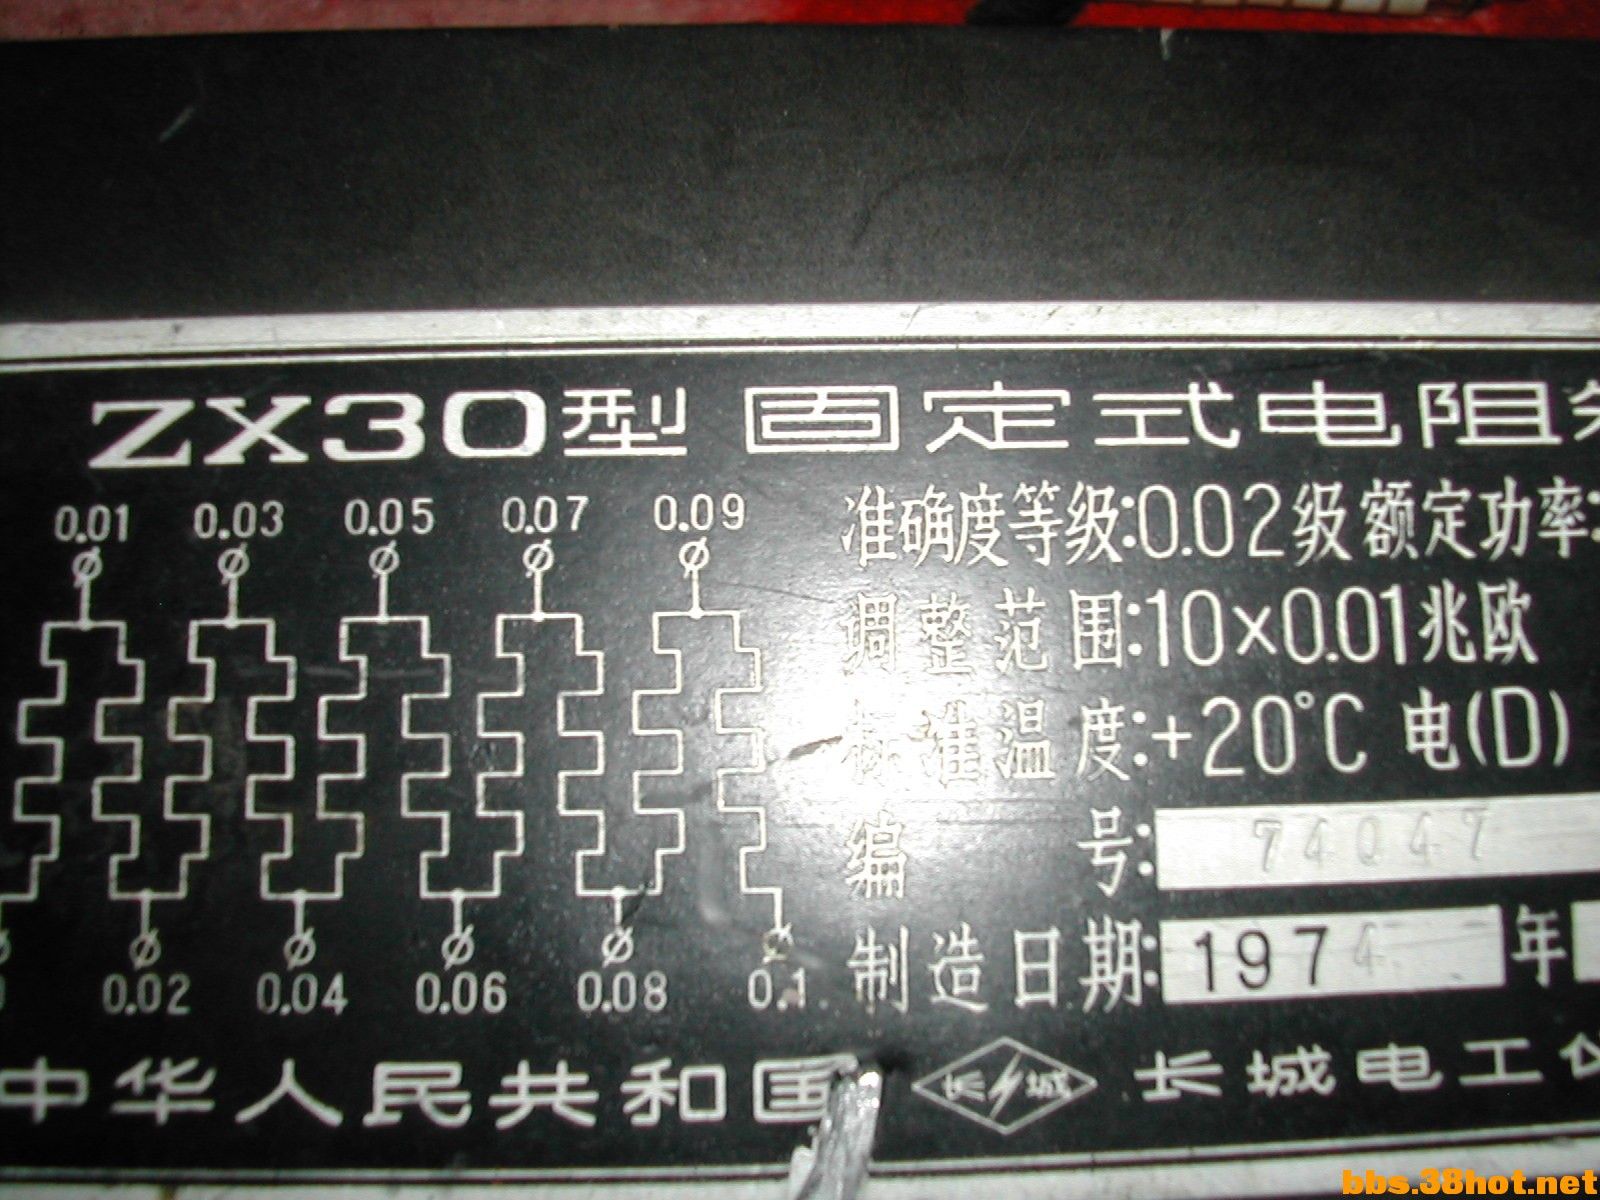 ZX30型 固定式电阻
0.01 0.03 0.05 0.07 0.09
准确度等级:0.02级 额定功率:
调整范围:10×0.01兆欧
标准温度:+20°C 电(D)
编号: 74047
制造日期: 1974 年
0.02 0.04 0.06 0.08 0.1
中华人民共和国 长城 长城电工
bbs.38hot.net